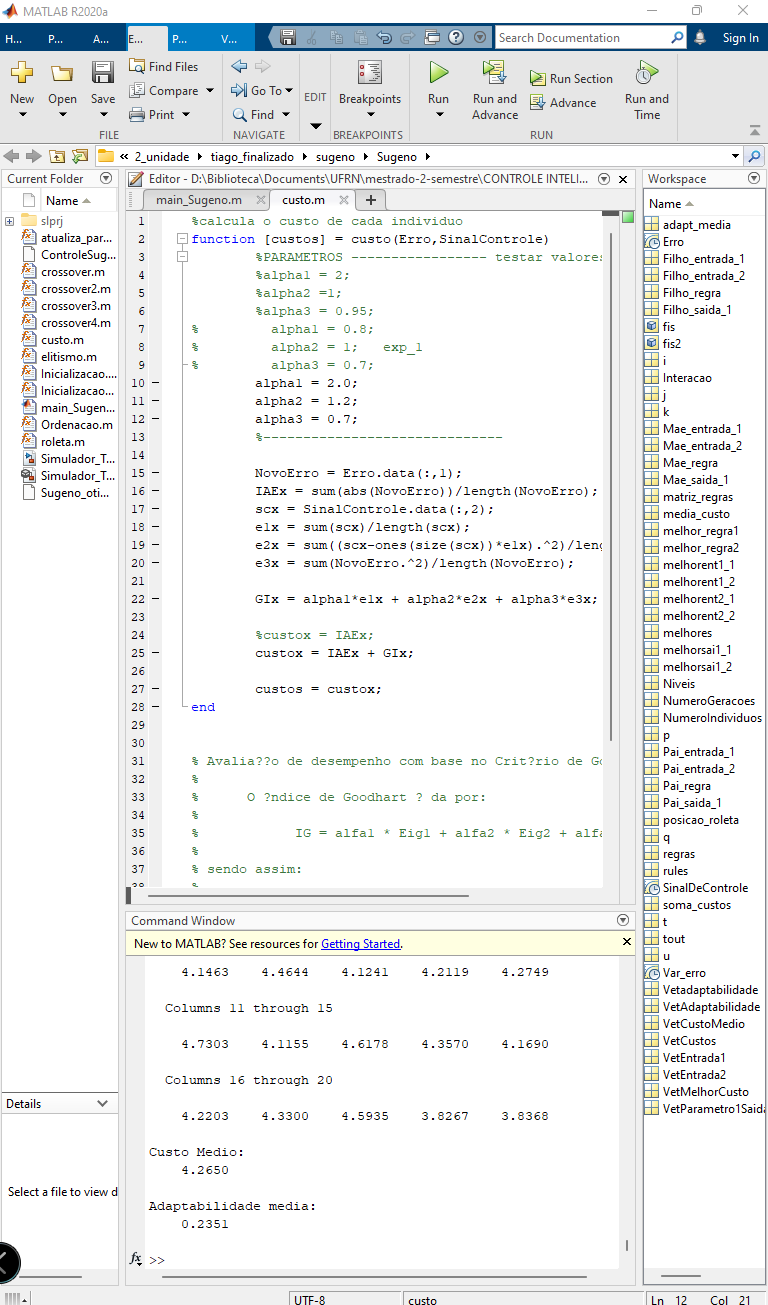 MATLAB R2020a
H... P... A... E... P... V... Search Documentation Sign In
New Open Save Find Files Compare Print Go To Find EDIT Breakpoints Run Run and Advance Run Section Advance Run and Time
FILE NAVIGATE BREAKPOINTS RUN
« 2_unidade tiago_finalizado sugeno Sugeno
Current Folder
Name
slprj
atualiza_par...
ControleSug...
crossover.m
crossover2.m
crossover3.m
crossover4.m
custo.m
elitismo.m
Inicializacao....
Inicializacao...
main_Sugen...
Ordenacao.m
roleta.m
Simulador_T...
Simulador_T...
Sugeno_oti...
Details
Select a file to view d
Editor - D:\Biblioteca\Documents\UFRN\mestrado-2-semestre\CONTROLE INTELI...
main_Sugeno.m custo.m
1 %calcula o custo de cada individuo
2 function [custos] = custo(Erro,SinalControle)
3 %PARAMETROS ----------------- testar valores
4 %alpha1 = 2;
5 %alpha2 =1;
6 %alpha3 = 0.95;
7 % alpha1 = 0.8;
8 % alpha2 = 1; exp_1
9 % alpha3 = 0.7;
10 alpha1 = 2.0;
11 alpha2 = 1.2;
12 alpha3 = 0.7;
13 %------------------------------
14
15 NovoErro = Erro.data(:,1);
16 IAEx = sum(abs(NovoErro))/length(NovoErro);
17 scx = SinalControle.data(:,2);
18 e1x = sum(scx)/length(scx);
19 e2x = sum((scx-ones(size(scx))*e1x).^2)/leng
20 e3x = sum(NovoErro.^2)/length(NovoErro);
21
22 GIx = alpha1*e1x + alpha2*e2x + alpha3*e3x;
23
24 %custox = IAEx;
25 custox = IAEx + GIx;
26
27 custos = custox;
28 end
29
30
31 % Avalia??o de desempenho com base no Crit?rio de Go
32 %
33 % O ?ndice de Goodhart ? da por:
34 %
35 % IG = alfa1 * Eig1 + alfa2 * Eig2 + alfa
36 %
37 % sendo assim:
38 %
Command Window
New to MATLAB? See resources for Getting Started.
4.1463 4.4644 4.1241 4.2119 4.2749
Columns 11 through 15
4.7303 4.1155 4.6178 4.3570 4.1690
Columns 16 through 20
4.2203 4.3300 4.5935 3.8267 3.8368
Custo Medio:
4.2650
Adaptabilidade media:
0.2351
fx >>
Workspace
Name
adapt_media
Erro
Filho_entrada_1
Filho_entrada_2
Filho_regra
Filho_saida_1
fis
fis2
i
Interacao
j
k
Mae_entrada_1
Mae_entrada_2
Mae_regra
Mae_saida_1
matriz_regras
media_custo
melhor_regra1
melhor_regra2
melhorent1_1
melhorent1_2
melhorent2_1
melhorent2_2
melhores
melhorsai1_1
melhorsai1_2
Niveis
NumeroGeracoes
NumeroIndividuos
p
Pai_entrada_1
Pai_entrada_2
Pai_regra
Pai_saida_1
posicao_roleta
q
regras
rules
SinalDeControle
soma_custos
t
tout
u
Var_erro
Vetadaptabilidade
VetAdaptabilidade
VetCustoMedio
VetCustos
VetEntrada1
VetEntrada2
VetMelhorCusto
VetParametro1Saida
UTF-8 custo Ln 12 Col 21